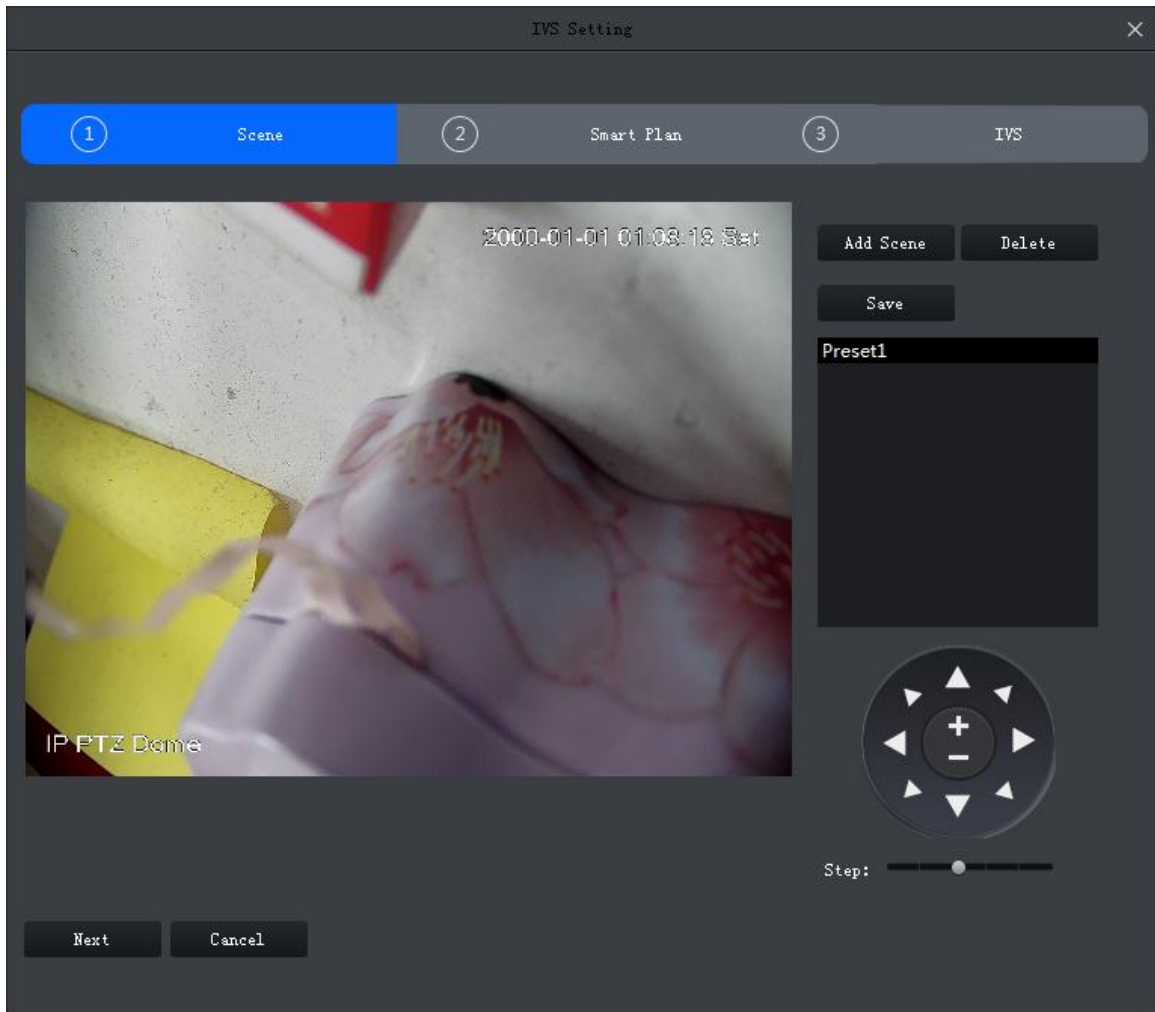 IVS Setting
1 Scene 2 Smart Plan 3 IVS
2000-01-01 01:08:18 Sat
IP PTZ Dome
Add Scene Delete
Save
Preset1
+
−
Step:
Next Cancel